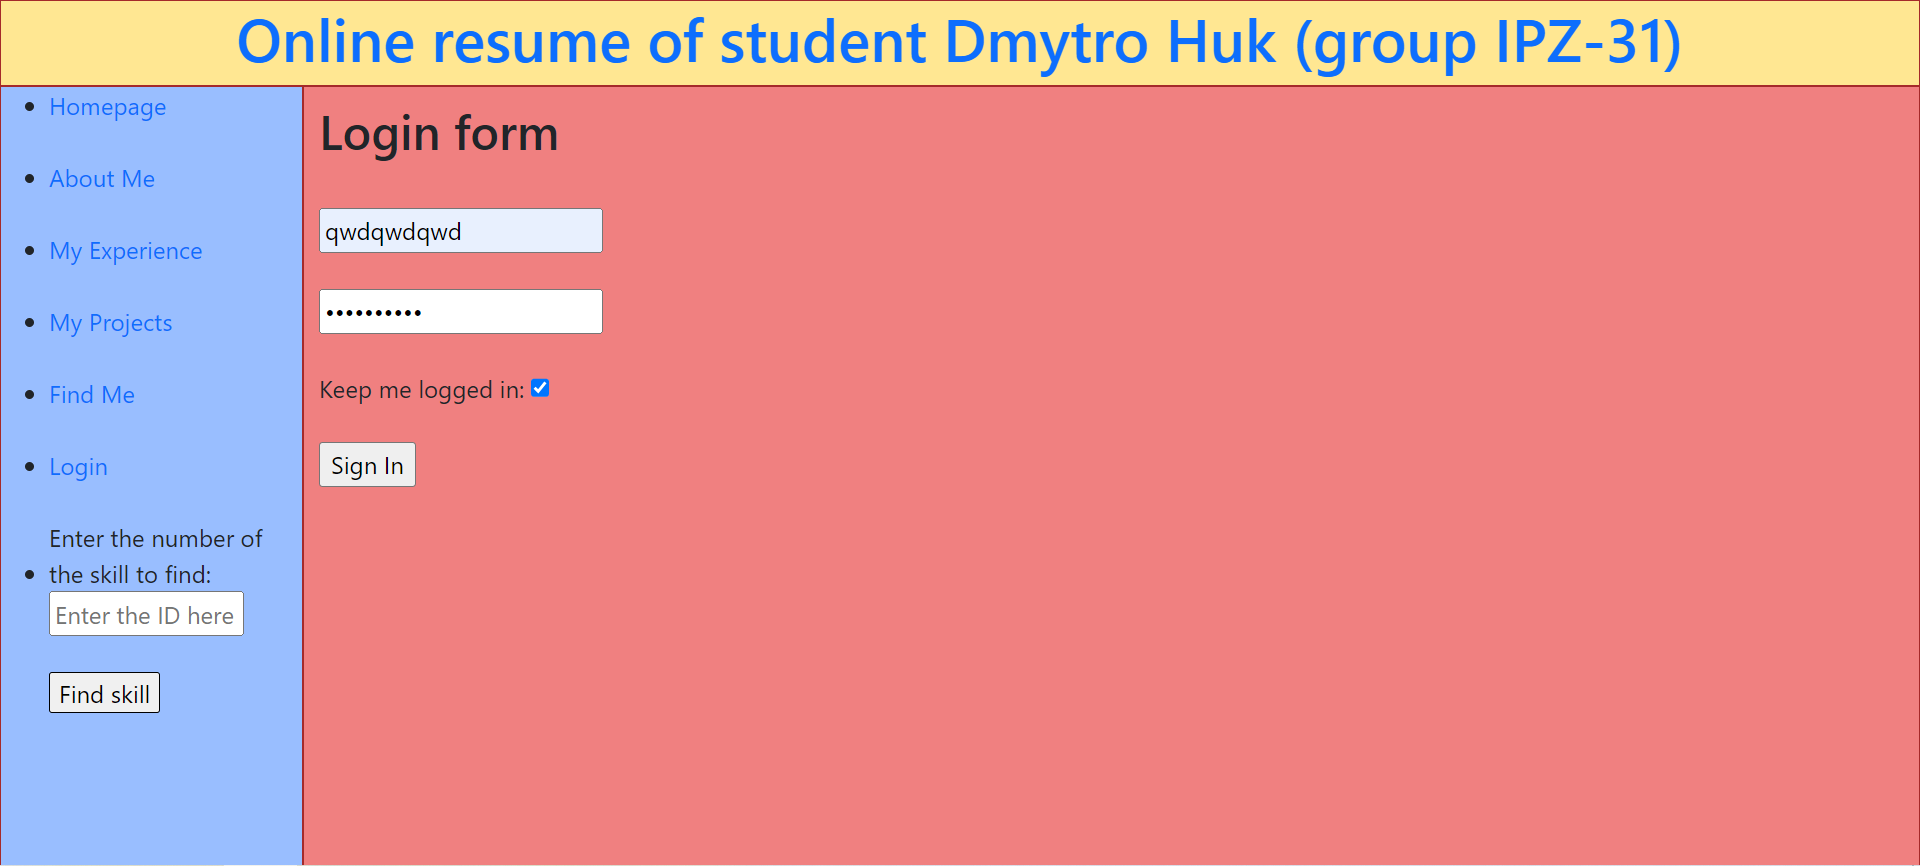 Online resume of student Dmytro Huk (group IPZ-31)
Homepage
About Me
My Experience
My Projects
Find Me
Login
Enter the number of
the skill to find:
Enter the ID here
Find skill
Login form
qwdqwdqwd
••••••••••
Keep me logged in:
Sign In